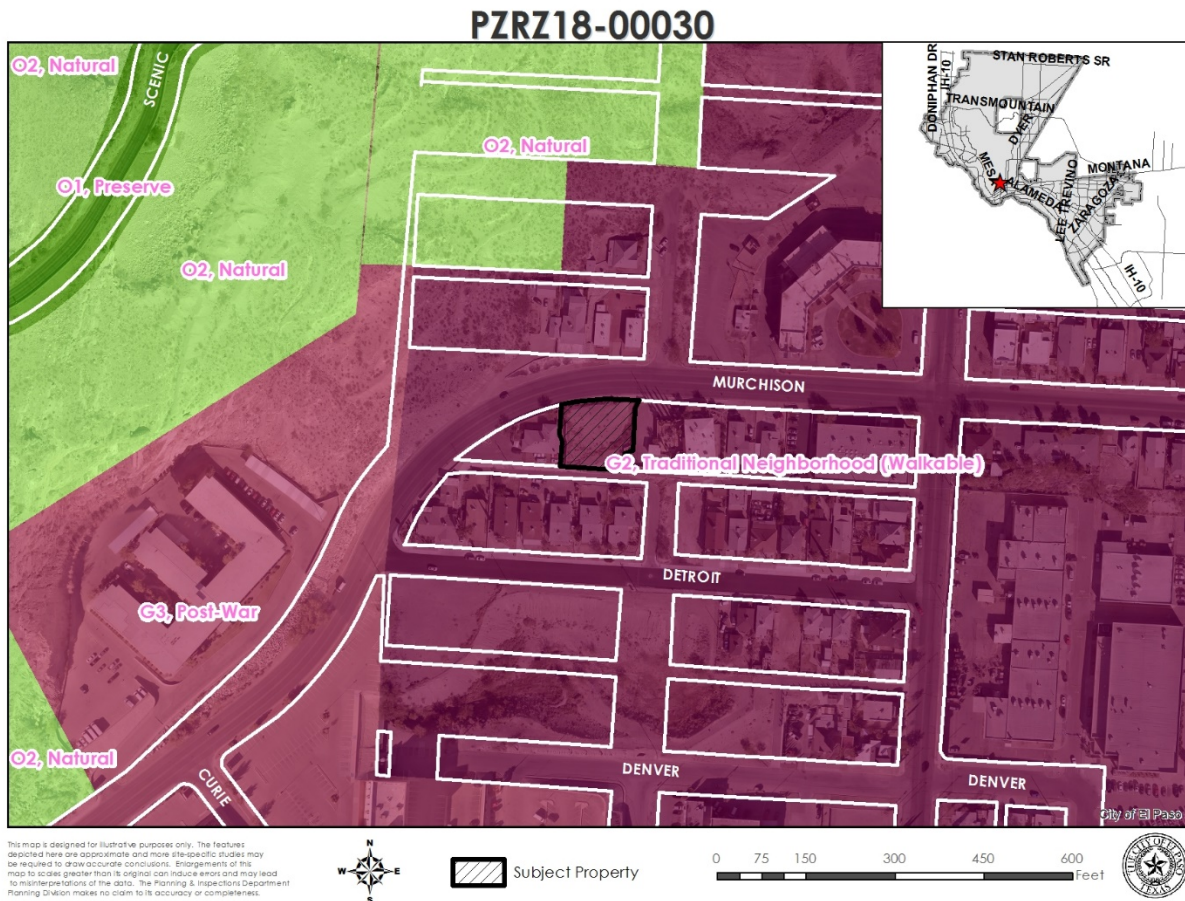 PZRZ18-00030
O2, Natural
SCENIC
O1, Preserve
O2, Natural
O2, Natural
DONIPHAN DR
IH-10
STAN ROBERTS SR
TRANSMOUNTAIN
DYER
MESA
ALAMEDA
LEE TREVINO
MONTANA
ZARAGOZA
IH-10
MURCHISON
G2, Traditional Neighborhood (Walkable)
DETROIT
G3, Post-War
O2, Natural
CURIE
DENVER
DENVER
City of El Paso
This map is designed for illustrative purposes only. The features
depicted here are approximate and more site-specific studies may
be required to draw accurate conclusions. Enlargements of this
map to scales greater than its original can induce errors and may lead
to misinterpretations of the data. The Planning & Inspections Department
Planning Division makes no claim to its accuracy or completeness.
N
W E
S
Subject Property
0 75 150 300 450 600
Feet
THE CITY OF EL PASO
TEXAS